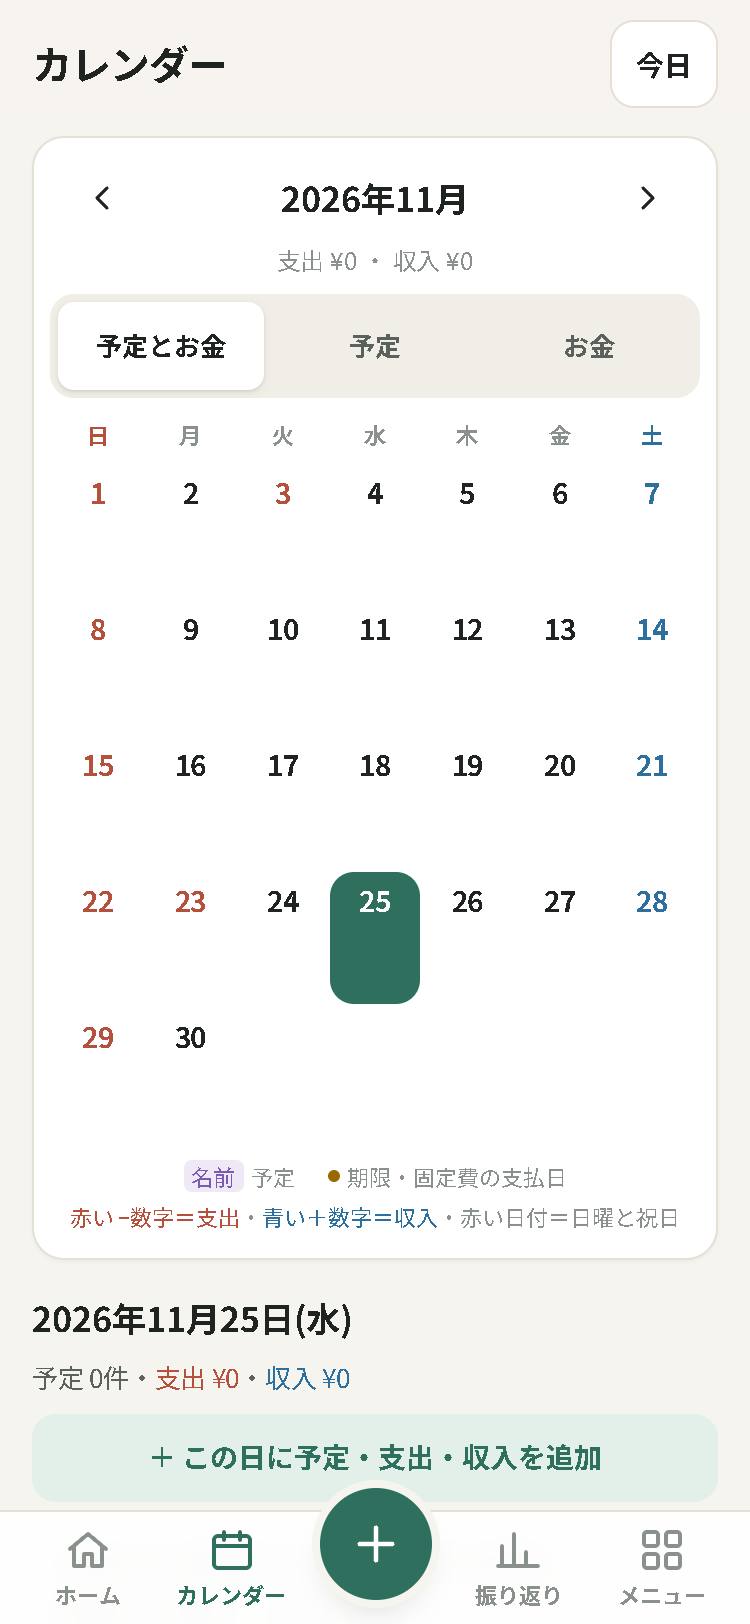 カレンダー
今日
2026年11月
支出 ¥0 ・ 収入 ¥0
予定とお金 予定 お金
日 月 火 水 木 金 土
1 2 3 4 5 6 7
8 9 10 11 12 13 14
15 16 17 18 19 20 21
22 23 24 25 26 27 28
29 30
名前 予定 期限・固定費の支払日
赤い−数字＝支出・青い＋数字＝収入・赤い日付＝日曜と祝日
2026年11月25日(水)
予定 0件・支出 ¥0・収入 ¥0
＋ この日に予定・支出・収入を追加
ホーム カレンダー 振り返り メニュー